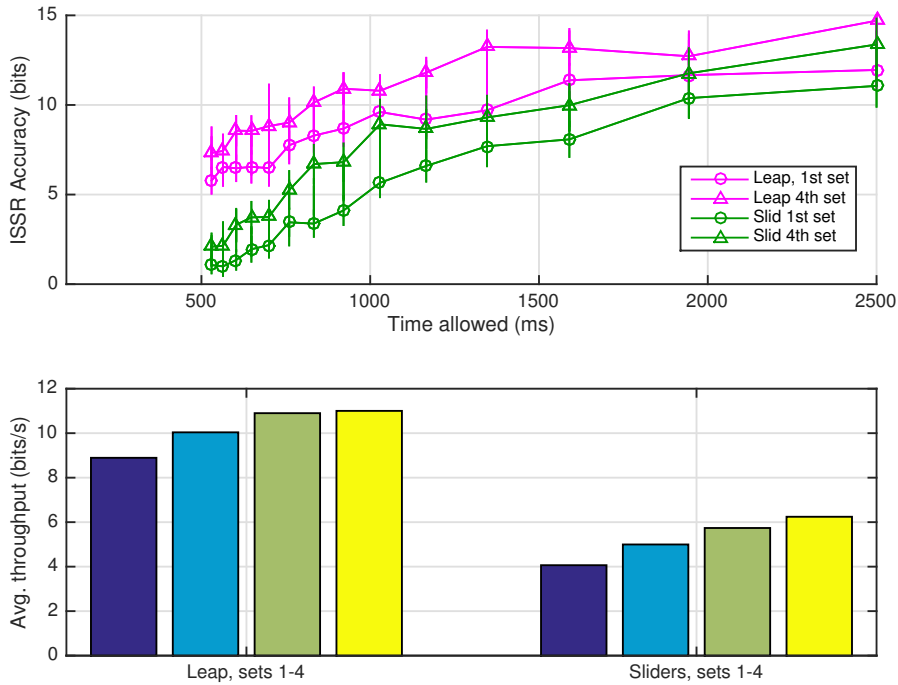 15
10
5
0
ISSR Accuracy (bits)
Leap, 1st set
Leap 4th set
Slid 1st set
Slid 4th set
500
1000
1500
2000
2500
Time allowed (ms)
12
10
8
6
4
2
0
Avg. throughput (bits/s)
Leap, sets 1-4
Sliders, sets 1-4